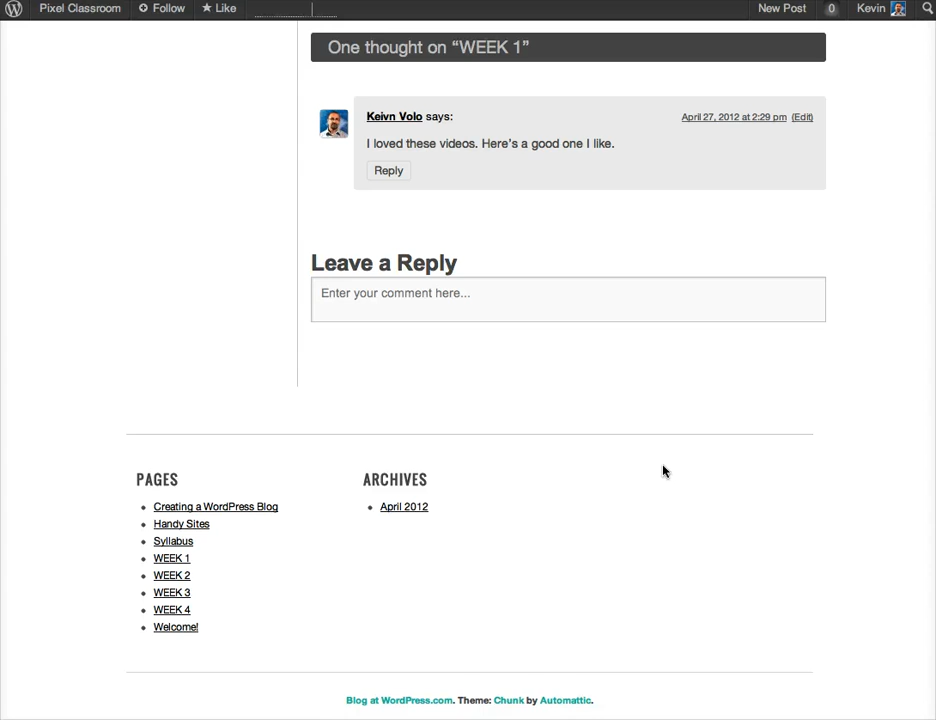 Pixel Classroom Follow Like New Post 0 Kevin
One thought on “WEEK 1”
Keivn Volo says: April 27, 2012 at 2:29 pm (Edit)
I loved these videos. Here's a good one I like.
Reply
Leave a Reply
Enter your comment here...
PAGES
Creating a WordPress Blog
Handy Sites
Syllabus
WEEK 1
WEEK 2
WEEK 3
WEEK 4
Welcome!
ARCHIVES
April 2012
Blog at WordPress.com. Theme: Chunk by Automattic.